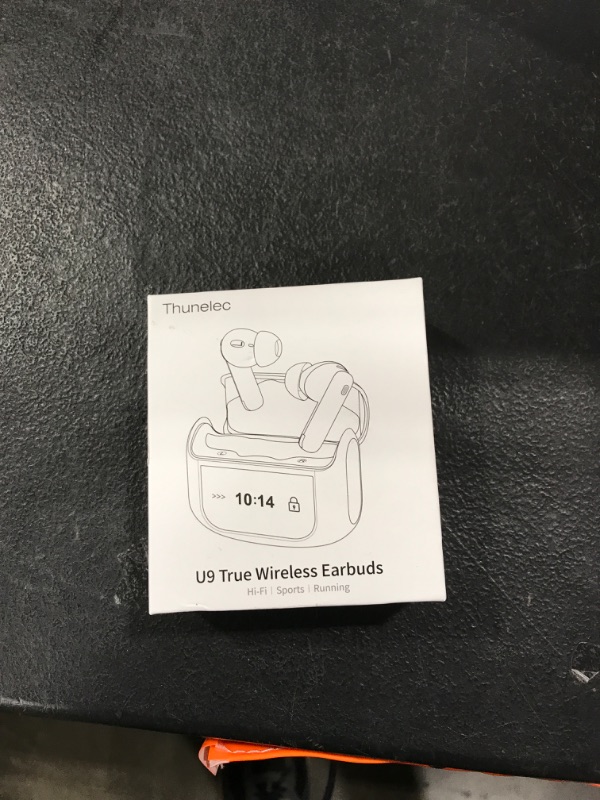 Thunelec
>>> 10:14
U9 True Wireless Earbuds
Hi-Fi | Sports | Running